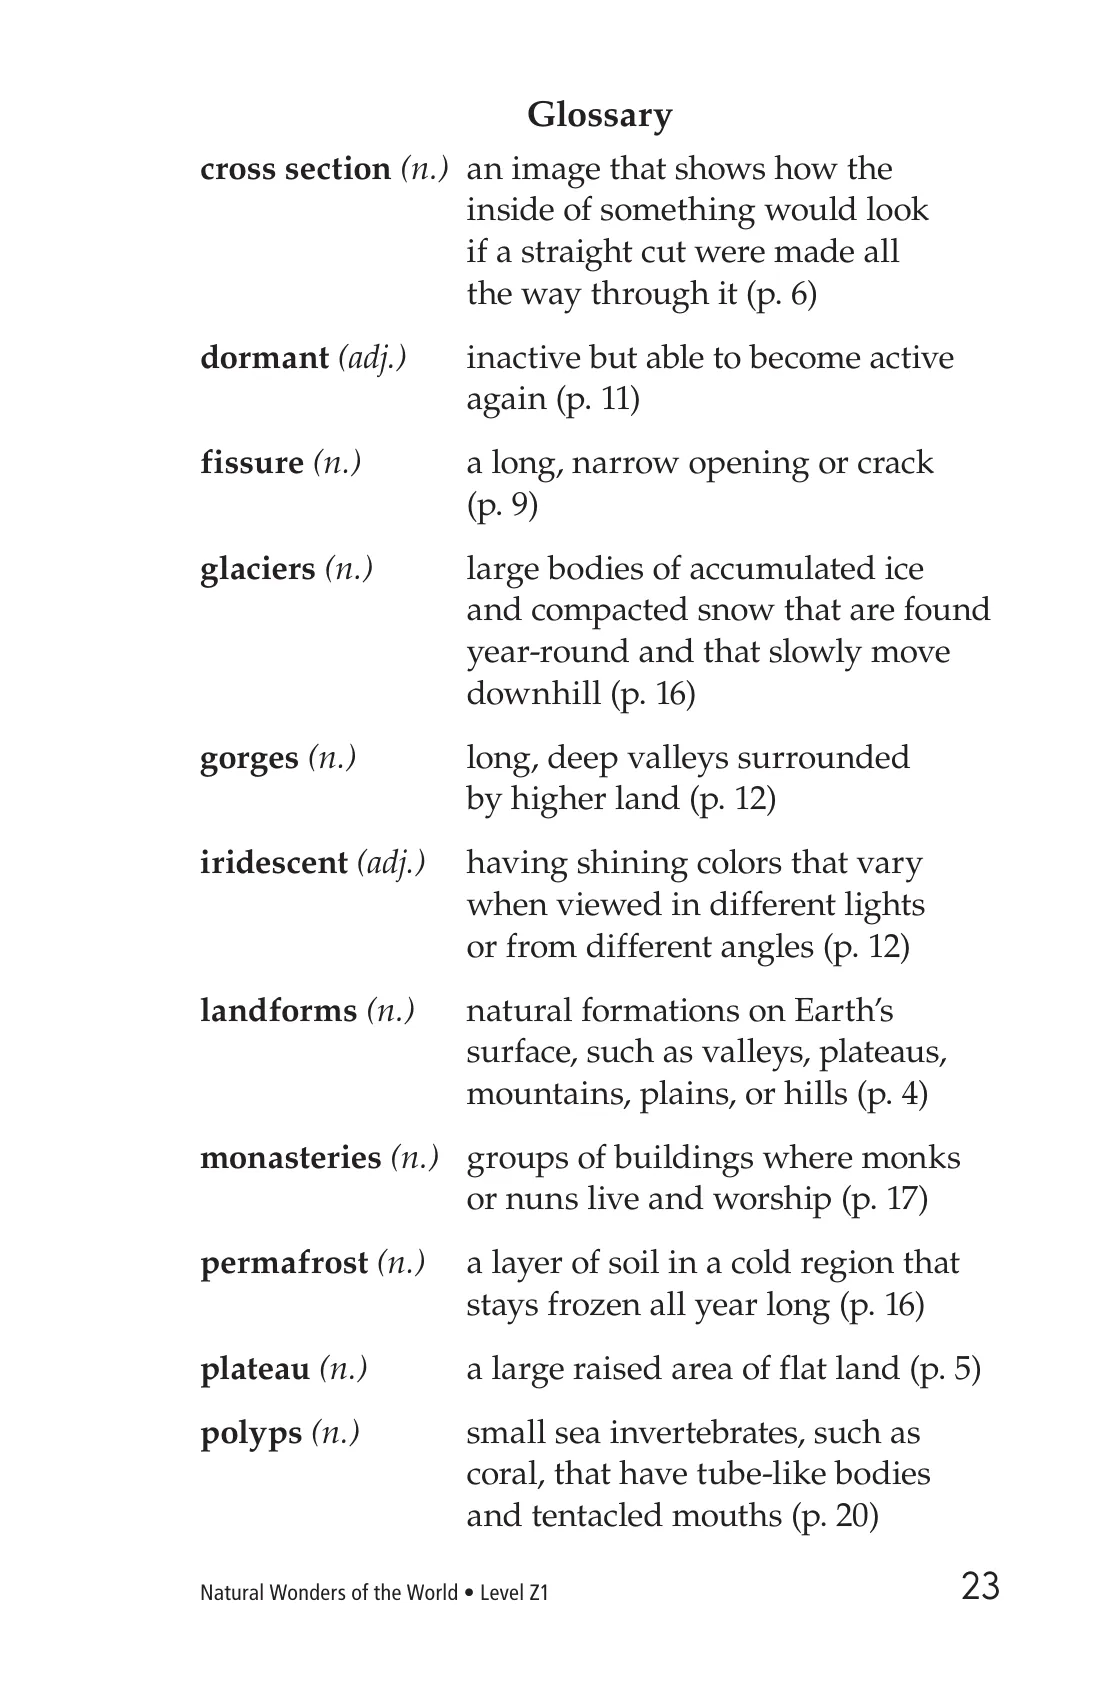 Glossary
cross section (n.) an image that shows how the
inside of something would look
if a straight cut were made all
the way through it (p. 6)
dormant (adj.) inactive but able to become active
again (p. 11)
fissure (n.) a long, narrow opening or crack
(p. 9)
glaciers (n.) large bodies of accumulated ice
and compacted snow that are found
year-round and that slowly move
downhill (p. 16)
gorges (n.) long, deep valleys surrounded
by higher land (p. 12)
iridescent (adj.) having shining colors that vary
when viewed in different lights
or from different angles (p. 12)
landforms (n.) natural formations on Earth’s
surface, such as valleys, plateaus,
mountains, plains, or hills (p. 4)
monasteries (n.) groups of buildings where monks
or nuns live and worship (p. 17)
permafrost (n.) a layer of soil in a cold region that
stays frozen all year long (p. 16)
plateau (n.) a large raised area of flat land (p. 5)
polyps (n.) small sea invertebrates, such as
coral, that have tube-like bodies
and tentacled mouths (p. 20)
Natural Wonders of the World • Level Z1 23